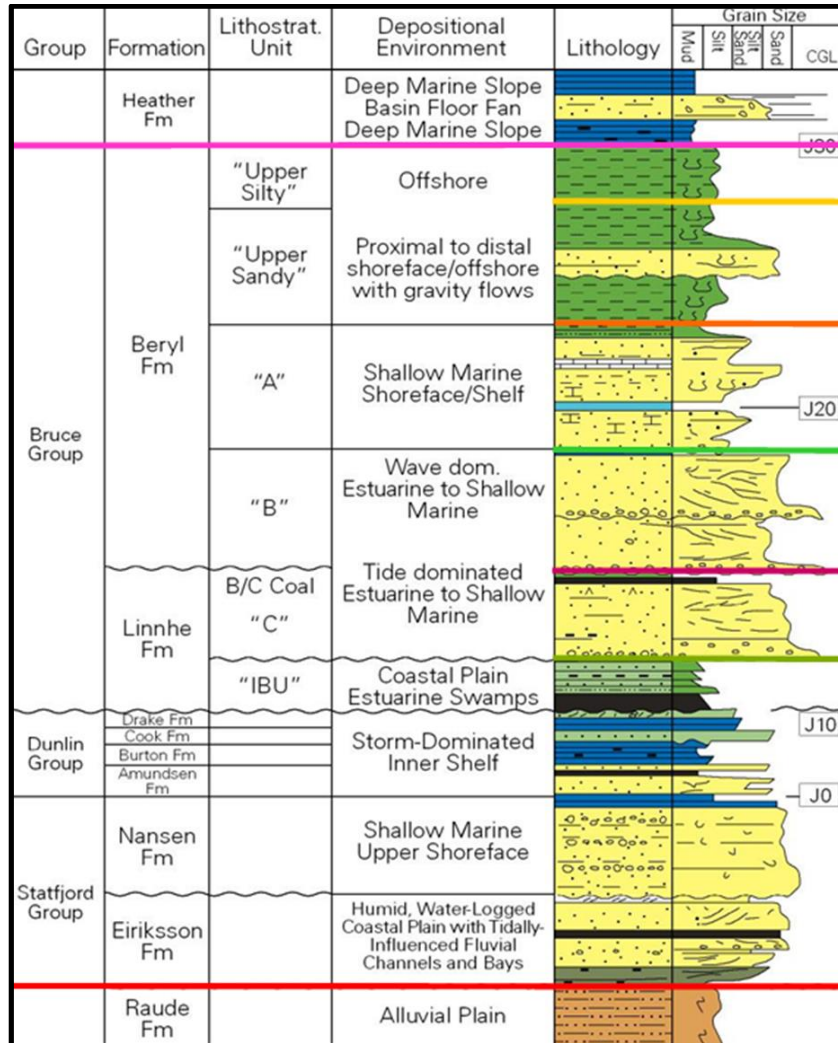 Group
Formation
Lithostrat.
Unit
Depositional
Environment
Lithology
Grain Size
Mud
Silt
Sand
Silt
Sand
CGL
Heather
Fm
Deep Marine Slope
Basin Floor Fan
Deep Marine Slope
J30
Bruce
Group
Beryl
Fm
"Upper
Silty"
Offshore
"Upper
Sandy"
Proximal to distal
shoreface/offshore
with gravity flows
"A"
Shallow Marine
Shoreface/Shelf
J20
"B"
Wave dom.
Estuarine to Shallow
Marine
Linnhe
Fm
B/C Coal
"C"
Tide dominated
Estuarine to Shallow
Marine
"IBU"
Coastal Plain
Estuarine Swamps
J10
Dunlin
Group
Drake Fm
Cook Fm
Burton Fm
Amundsen
Fm
Storm-Dominated
Inner Shelf
J0
Statfjord
Group
Nansen
Fm
Shallow Marine
Upper Shoreface
Eiriksson
Fm
Humid, Water-Logged
Coastal Plain with Tidally-
Influenced Fluvial
Channels and Bays
Raude
Fm
Alluvial Plain